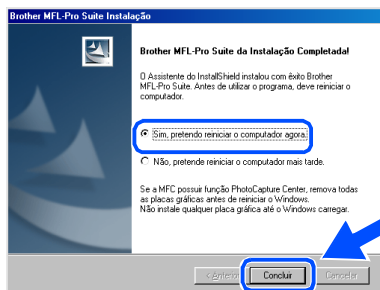 Brother MFL-Pro Suite Instalação
Brother MFL-Pro Suite da Instalação Completada!
O Assistente do InstallShield instalou com êxito Brother
MFL-Pro Suite. Antes de utilizar o programa, deve reiniciar o
computador.
Sim, pretendo reiniciar o computador agora.
Não, pretende reiniciar o computador mais tarde.
Se a MFC possuir função PhotoCapture Center, remova todas
as placas gráficas antes de reiniciar o Windows.
Não instale qualquer placa gráfica até o Windows carregar.
< Anterior Concluir Cancelar